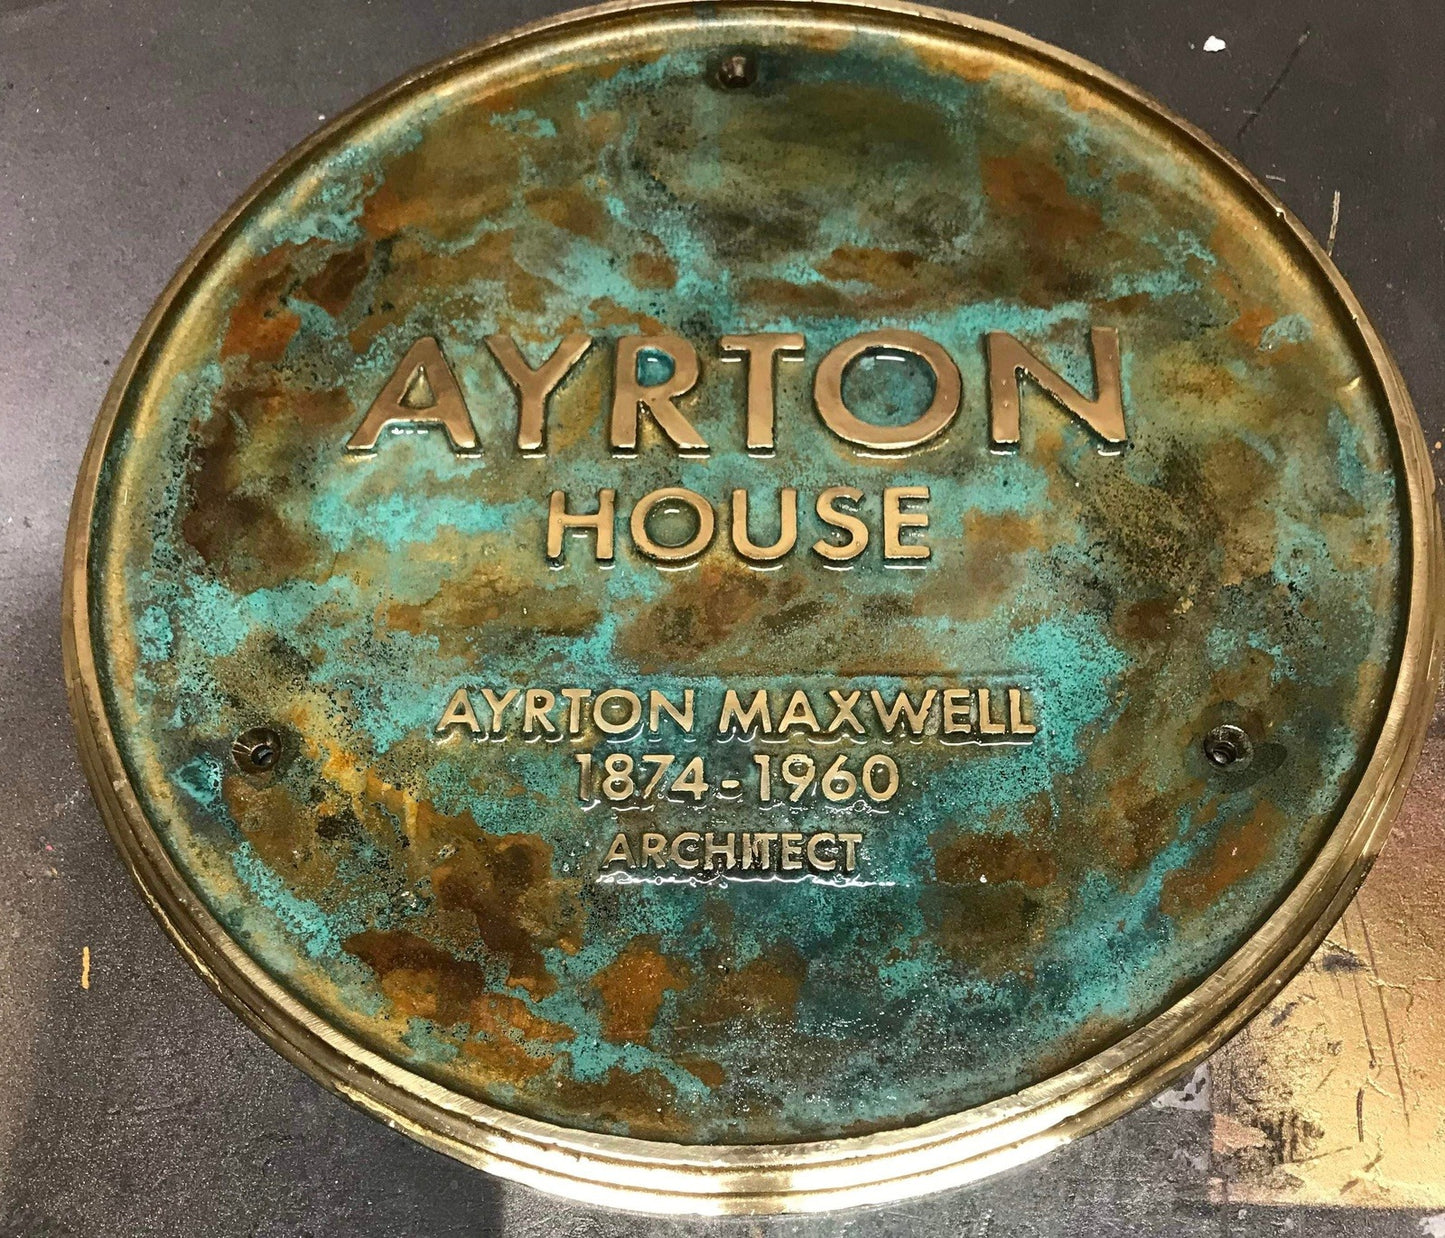 AYRTON
HOUSE
AYRTON MAXWELL
1874-1960
ARCHITECT